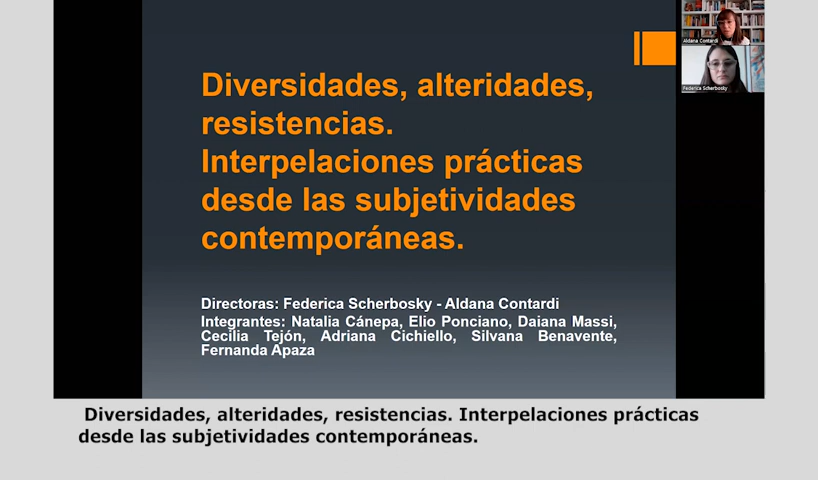 Diversidades, alteridades,
resistencias.
Interpelaciones prácticas
desde las subjetividades
contemporáneas.
Directoras: Federica Scherbosky - Aldana Contardi
Integrantes: Natalia Cánepa, Elio Ponciano, Daiana Massi,
Cecilia Tejón, Adriana Cichiello, Silvana Benavente,
Fernanda Apaza
Aldana Contardi
Federica Scherbosky
Diversidades, alteridades, resistencias. Interpelaciones prácticas
desde las subjetividades contemporáneas.